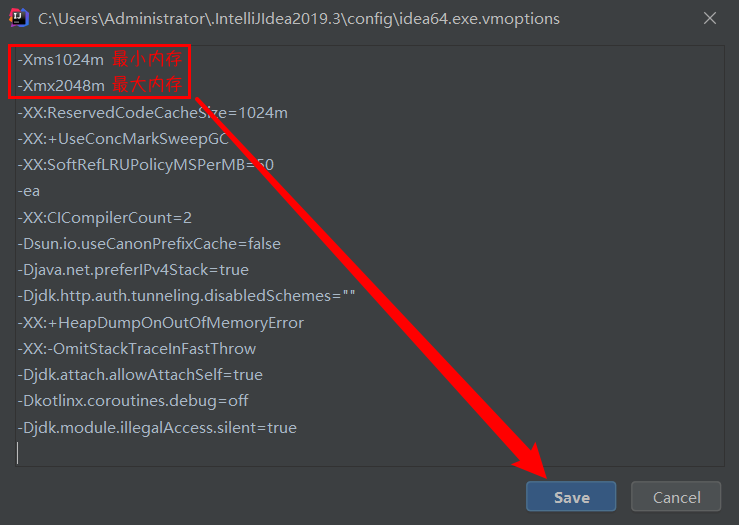 C:\Users\Administrator\.IntelliJIdea2019.3\config\idea64.exe.vmoptions
-Xms1024m 最小内存
-Xmx2048m 最大内存
-XX:ReservedCodeCacheSize=1024m
-XX:+UseConcMarkSweepGC
-XX:SoftRefLRUPolicyMSPerMB=50
-ea
-XX:CICompilerCount=2
-Dsun.io.useCanonPrefixCache=false
-Djava.net.preferIPv4Stack=true
-Djdk.http.auth.tunneling.disabledSchemes=""
-XX:+HeapDumpOnOutOfMemoryError
-XX:-OmitStackTraceInFastThrow
-Djdk.attach.allowAttachSelf=true
-Dkotlinx.coroutines.debug=off
-Djdk.module.illegalAccess.silent=true
Save
Cancel